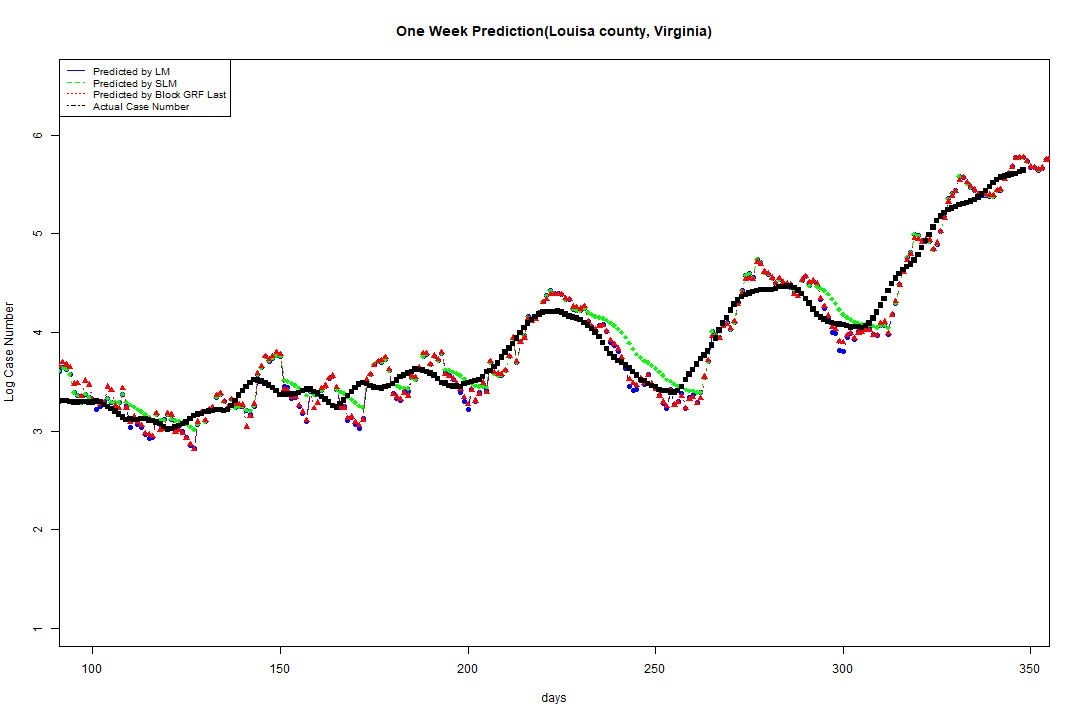 One Week Prediction(Louisa county, Virginia)
Predicted by LM
Predicted by SLM
Predicted by Block GRF Last
Actual Case Number
6
5
4
3
2
1
Log Case Number
100 150 200 250 300 350
days